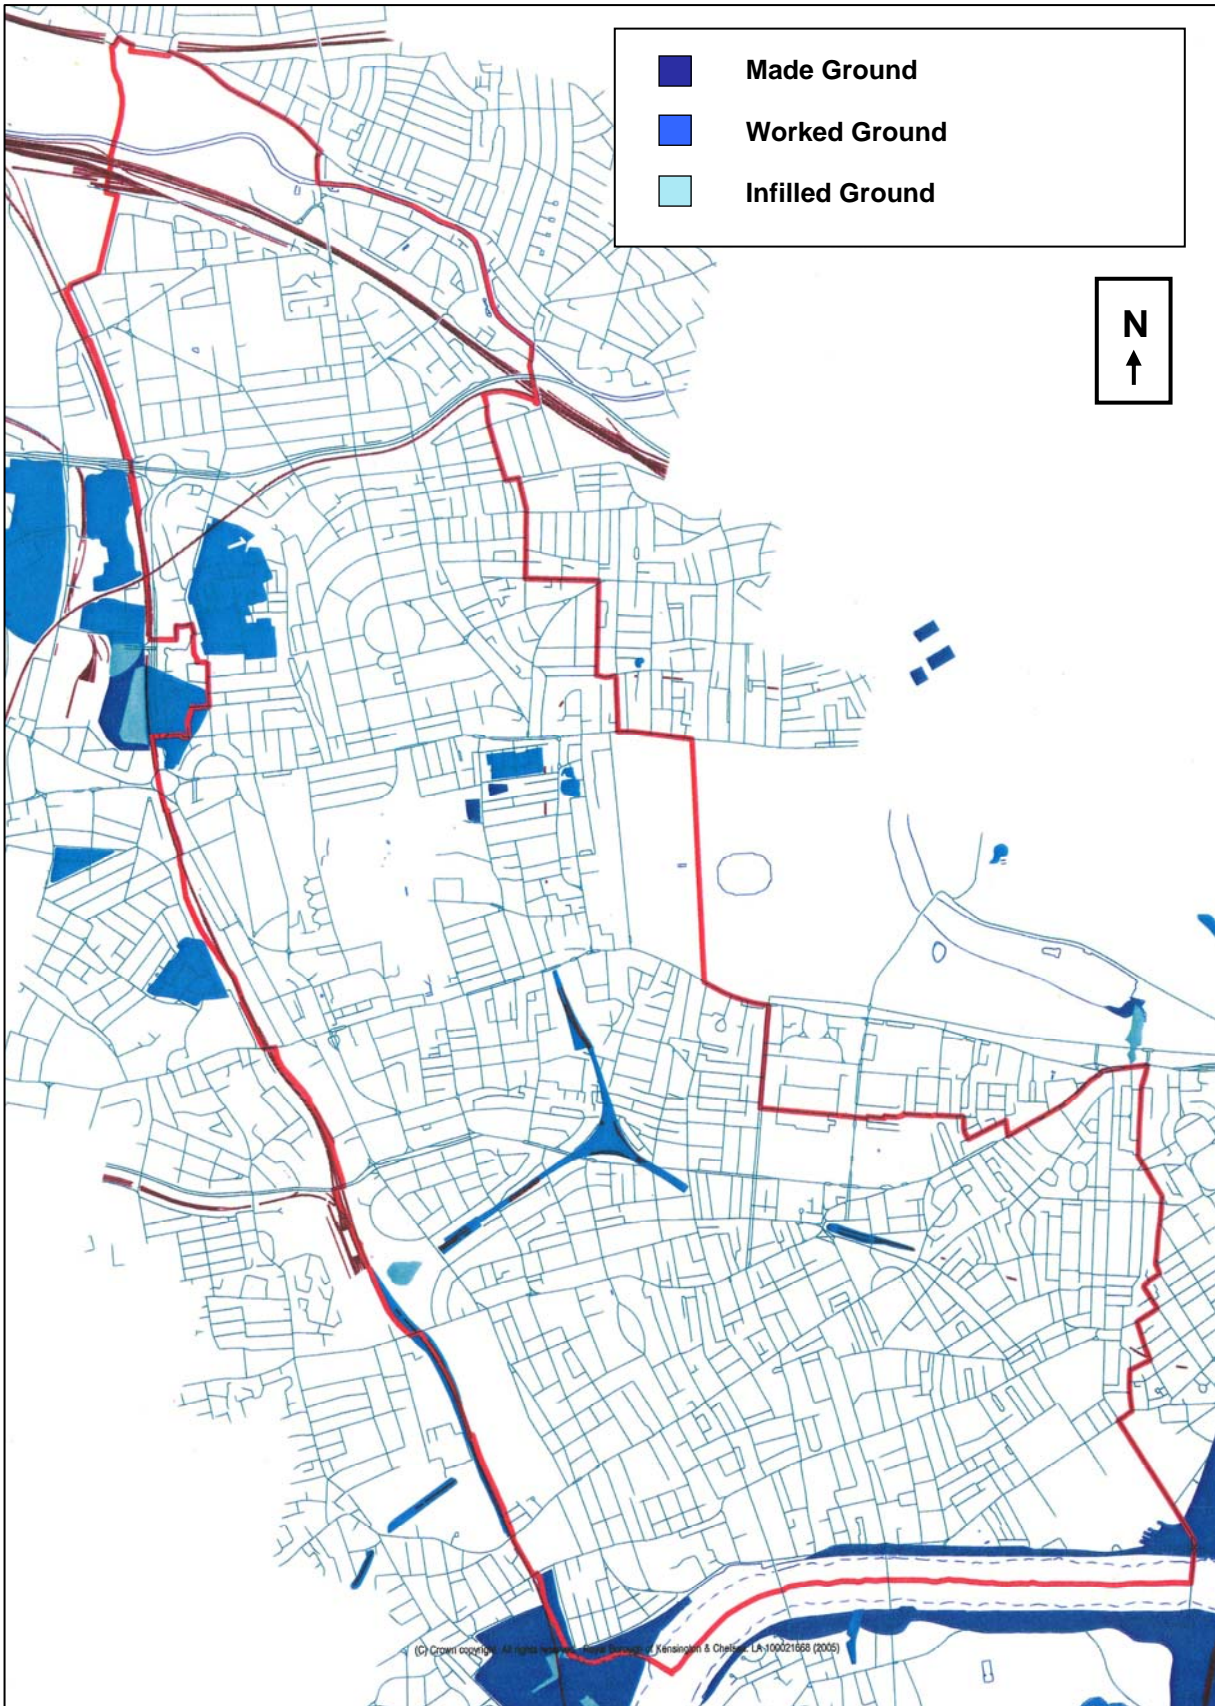 Made Ground
Worked Ground
Infilled Ground
N
(C) Crown copyright. All rights reserved. Royal Borough of Kensington & Chelsea. LA 100021668 (2005)